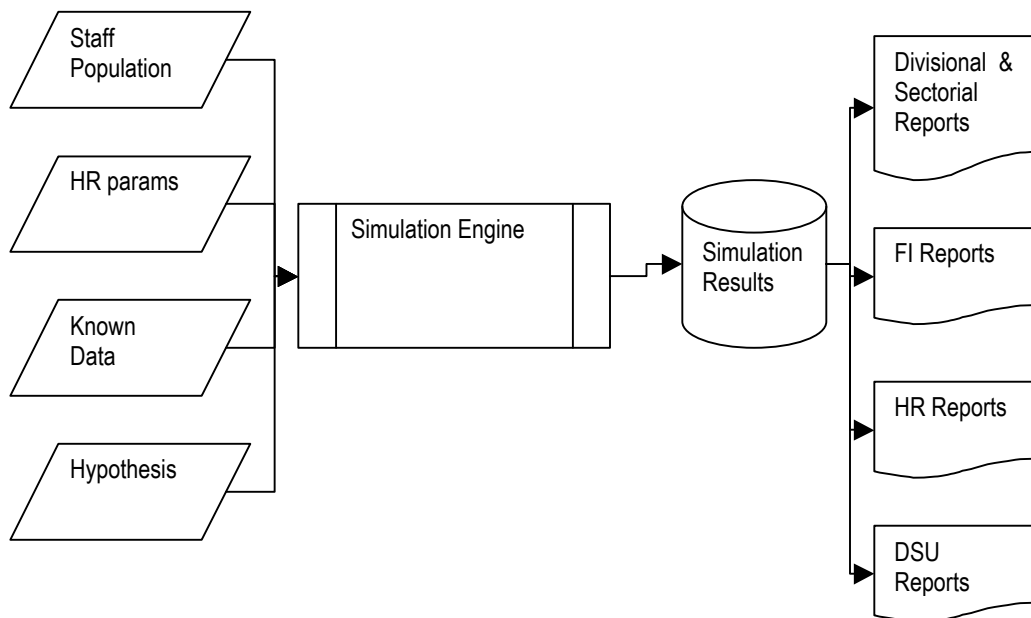 Staff
Population
HR params
Known
Data
Hypothesis
Simulation Engine
Simulation
Results
Divisional &
Sectorial
Reports
FI Reports
HR Reports
DSU
Reports